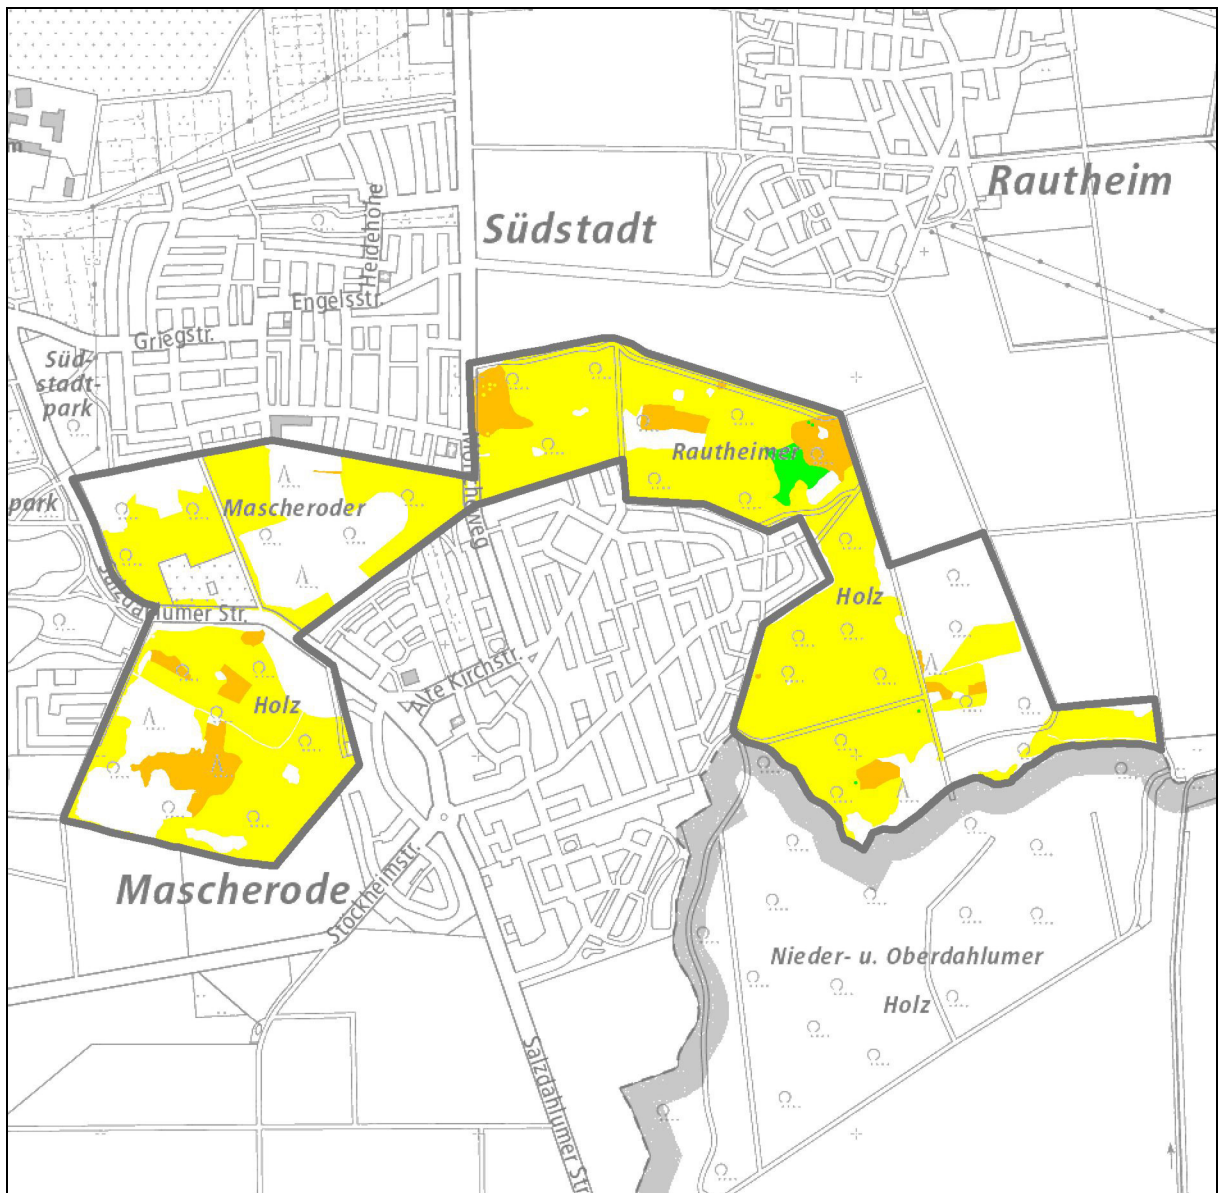 Rautheim
Südstadt
Heidehöhe
Engelsstr.
Griegstr.
Süd-
stadt-
park
Rautheimer
park
Mascheroder
Salzdahlumer Str.
Holz
Holz
Alte Kirchstr.
Mascherode
Stöckheimstr.
Nieder- u. Oberdahlumer
Holz
Salzdahlumer Str.